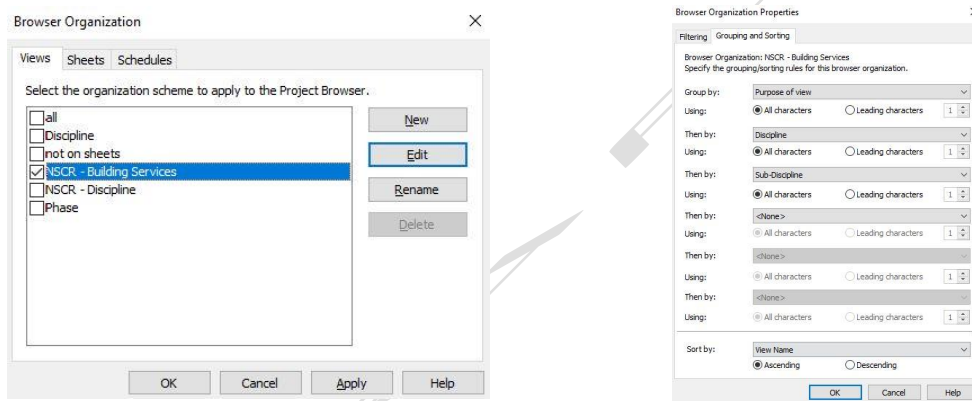 Browser Organization
Views Sheets Schedules
Select the organization scheme to apply to the Project Browser.
all
Discipline
not on sheets
NSCR - Building Services
NSCR - Discipline
Phase
New
Edit
Rename
Delete
OK Cancel Apply Help
Browser Organization Properties
Filtering Grouping and Sorting
Browser Organization: NSCR - Building Services
Specify the grouping/sorting rules for this browser organization.
Group by: Purpose of view
Using: All characters Leading characters 1
Then by: Discipline
Using: All characters Leading characters 1
Then by: Sub-Discipline
Using: All characters Leading characters 1
Then by: <None>
Using: All characters Leading characters 1
Then by: <None>
Using: All characters Leading characters 1
Then by: <None>
Using: All characters Leading characters 1
Sort by: View Name
Ascending Descending
OK Cancel Help